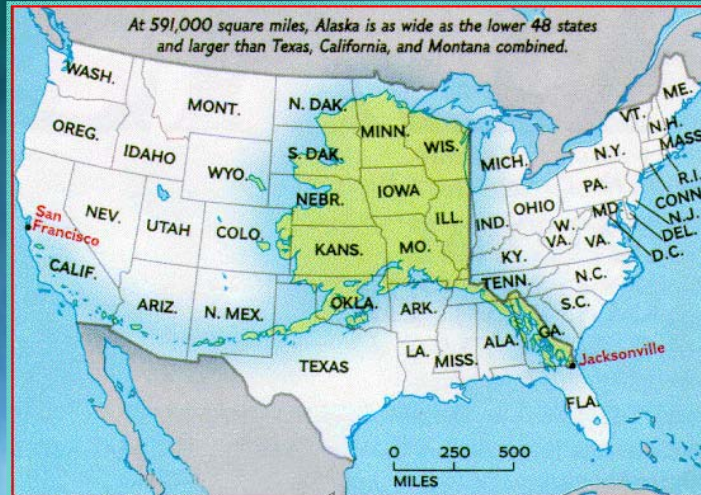 At 591,000 square miles, Alaska is as wide as the lower 48 states
and larger than Texas, California, and Montana combined.
WASH.
MONT.
N. DAK.
MINN.
ME.
VT.
N.H.
MASS
OREG.
IDAHO
WYO.
S. DAK.
WIS.
MICH.
N.Y.
R.I.
CONN
San
Francisco
NEV.
UTAH
COLO.
NEBR.
IOWA
ILL.
IND.
OHIO
PA.
N.J.
DEL.
MD.
D.C.
W.
VA.
VA.
CALIF.
KANS.
MO.
KY.
ARIZ.
N. MEX.
OKLA.
ARK.
TENN.
N.C.
S.C.
TEXAS
LA.
MISS.
ALA.
GA.
Jacksonville
FLA.
0 250 500
MILES